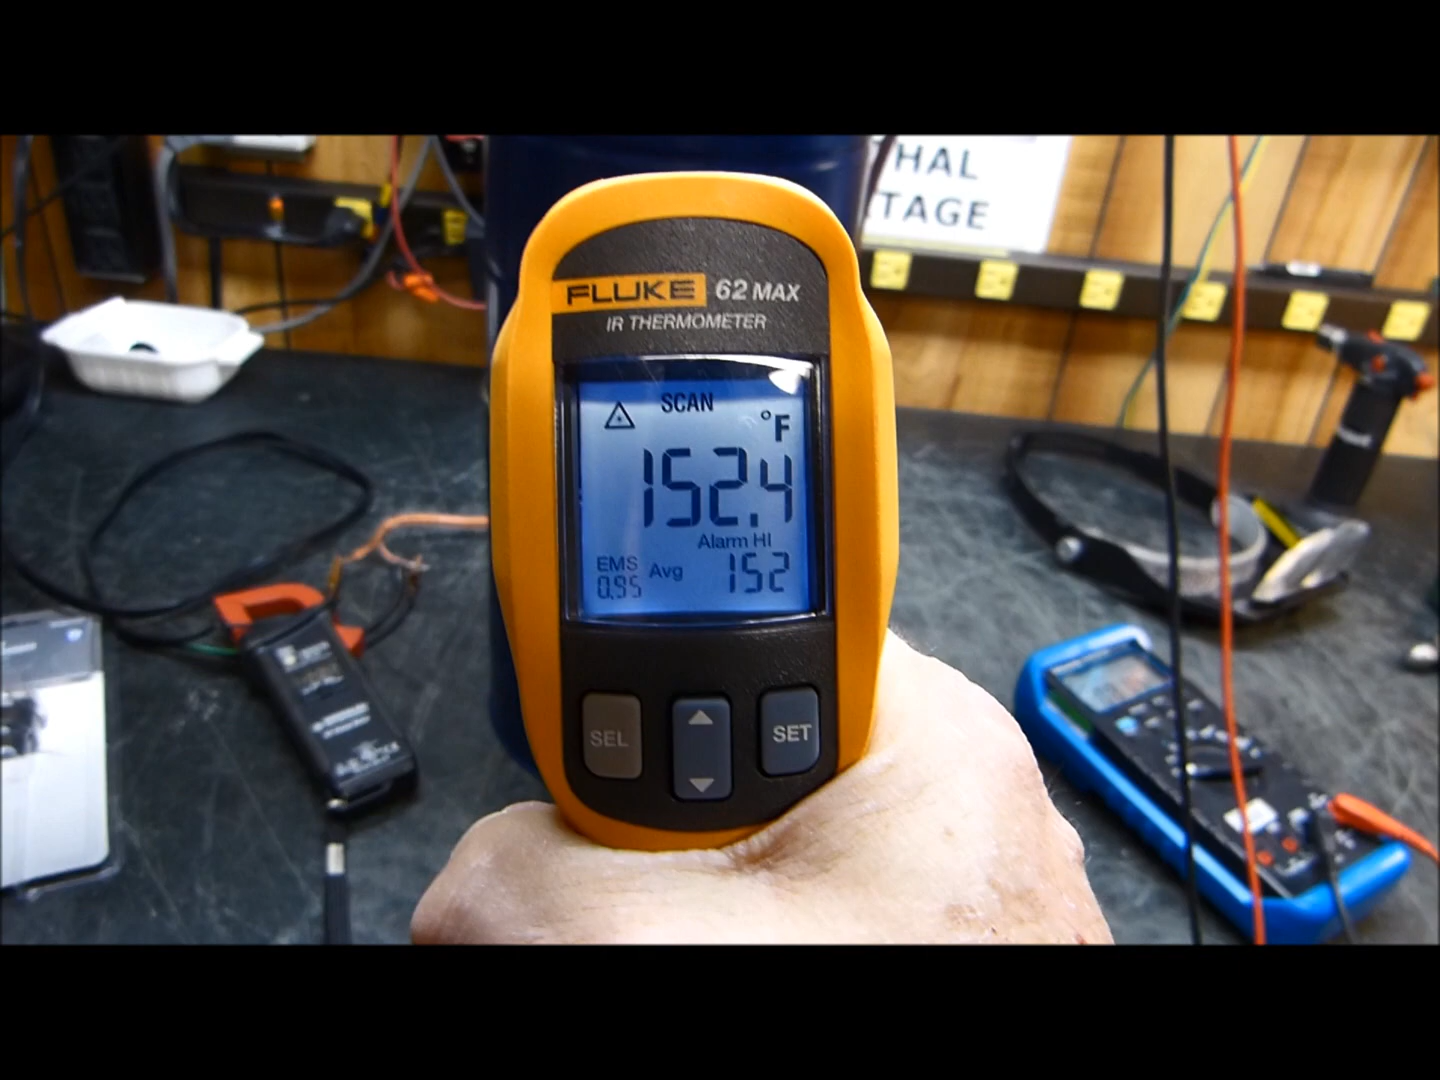 HAL
TAGE
FLUKE 62 MAX
IR THERMOMETER
SCAN
°F
152.4
Alarm HI
EMS
0.95
Avg
152
SEL
SET